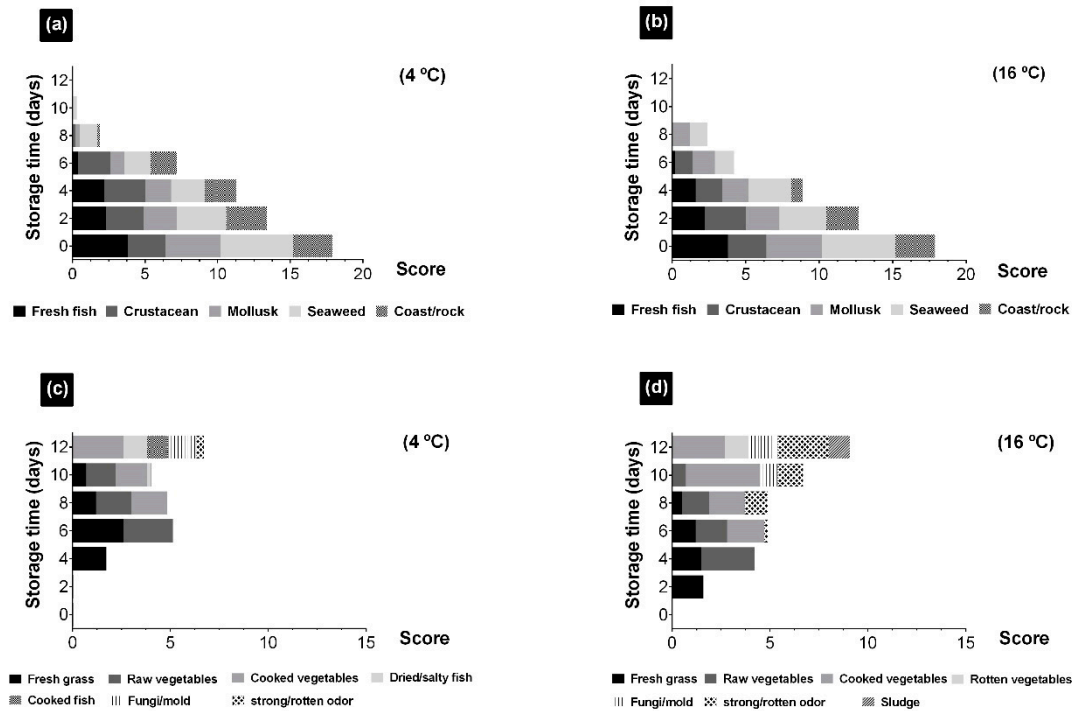 (a)
(4 ºC)
Storage time (days)
12
10
8
6
4
2
0
0 5 10 15 20 Score
Fresh fish Crustacean Mollusk Seaweed Coast/rock
(b)
(16 ºC)
Storage time (days)
12
10
8
6
4
2
0
0 5 10 15 20 Score
Fresh fish Crustacean Mollusk Seaweed Coast/rock
(c)
(4 ºC)
Storage time (days)
12
10
8
6
4
2
0
0 5 10 15 Score
Fresh grass Raw vegetables Cooked vegetables Dried/salty fish
Cooked fish Fungi/mold strong/rotten odor
(d)
(16 ºC)
Storage time (days)
12
10
8
6
4
2
0
0 5 10 15 Score
Fresh grass Raw vegetables Cooked vegetables Rotten vegetables
Fungi/mold strong/rotten odor Sludge